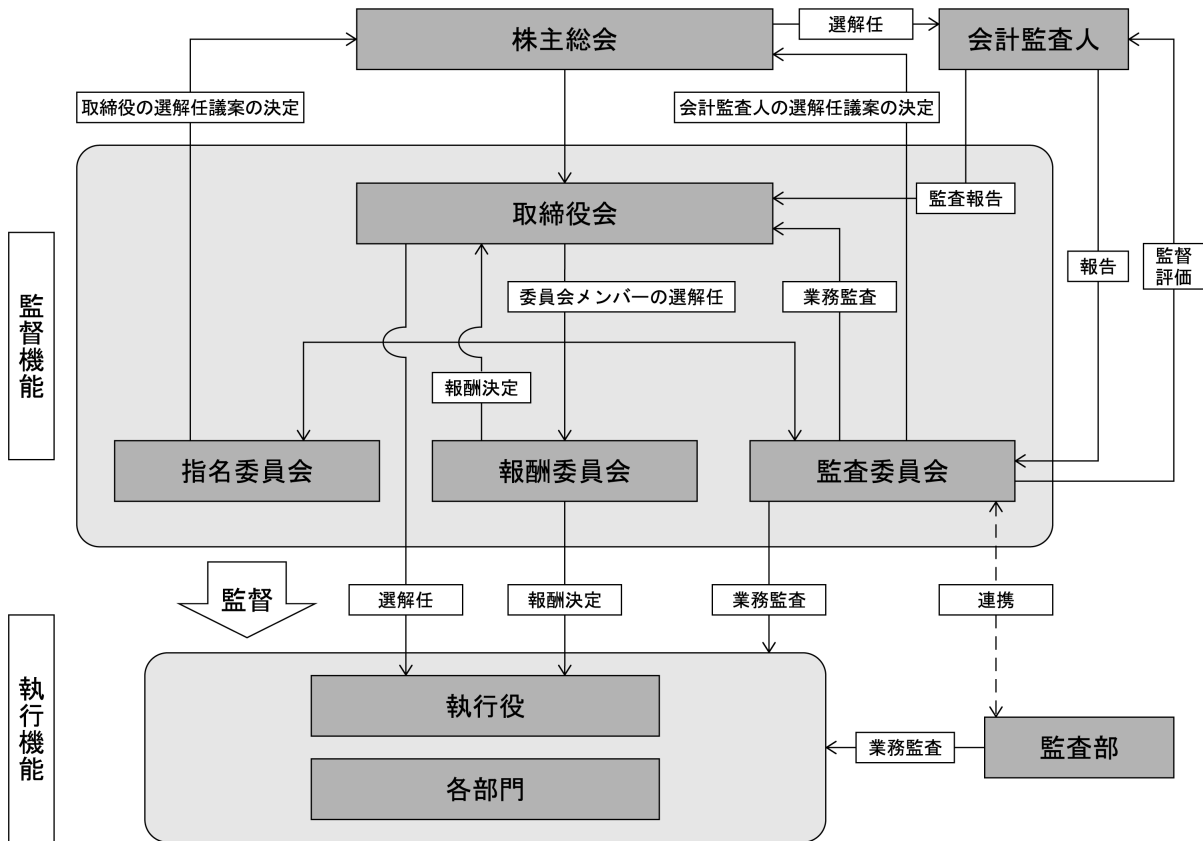 株主総会
選解任
会計監査人
取締役の選解任議案の決定
会計監査人の選解任議案の決定
取締役会
監査報告
監督機能
委員会メンバーの選解任
業務監査
報告
監督
評価
報酬決定
指名委員会
報酬委員会
監査委員会
監督
選解任
報酬決定
業務監査
連携
執行機能
執行役
業務監査
監査部
各部門